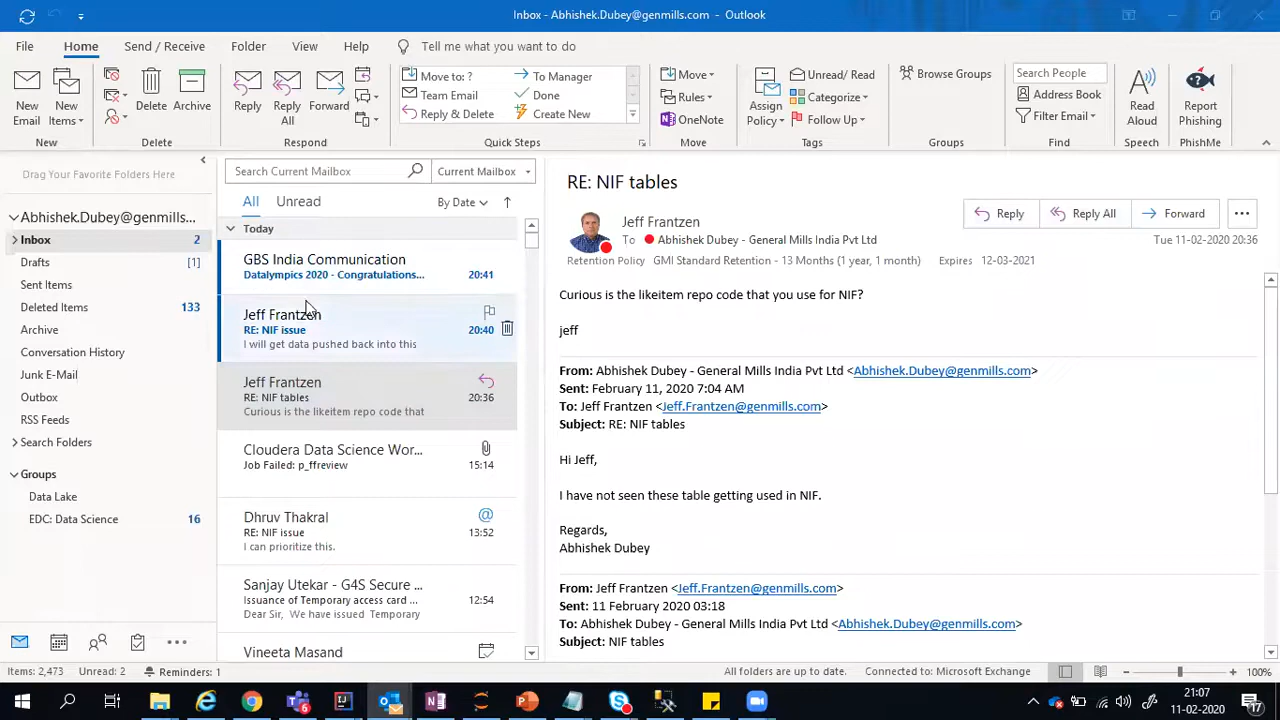 Inbox - Abhishek.Dubey@genmills.com - Outlook
File Home Send / Receive Folder View Help Tell me what you want to do
New Email
New Items
Delete
Archive
Reply
Reply All
Forward
Move to: ?
To Manager
Team Email
Done
Reply & Delete
Create New
Move
Rules
OneNote
Assign Policy
Unread/ Read
Categorize
Follow Up
Browse Groups
Search People
Address Book
Filter Email
Read Aloud
Report Phishing
New Delete Respond Quick Steps Move Tags Groups Find Speech PhishMe
Drag Your Favorite Folders Here
Abhishek.Dubey@genmills...
Inbox 2
Drafts [1]
Sent Items
Deleted Items 133
Archive
Conversation History
Junk E-Mail
Outbox
RSS Feeds
Search Folders
Groups
Data Lake
EDC: Data Science 16
Search Current Mailbox Current Mailbox
All Unread By Date
Today
GBS India Communication
Datalympics 2020 - Congratulations... 20:41
Jeff Frantzen
RE: NIF issue 20:40
I will get data pushed back into this
Jeff Frantzen
RE: NIF tables 20:36
Curious is the likeitem repo code that
Cloudera Data Science Wor...
Job Failed: p_ffreview 15:14
Dhruv Thakral @
RE: NIF issue 13:52
I can prioritize this.
Sanjay Utekar - G4S Secure ...
Issuance of Temporary access card ... 12:54
Dear Sir, We have issued Temporary
Vineeta Masand
RE: NIF tables
Jeff Frantzen
To Abhishek Dubey - General Mills India Pvt Ltd
Reply Reply All Forward ...
Tue 11-02-2020 20:36
Retention Policy GMI Standard Retention - 13 Months (1 year, 1 month) Expires 12-03-2021
Curious is the likeitem repo code that you use for NIF?
jeff
From: Abhishek Dubey - General Mills India Pvt Ltd <Abhishek.Dubey@genmills.com>
Sent: February 11, 2020 7:04 AM
To: Jeff Frantzen <Jeff.Frantzen@genmills.com>
Subject: RE: NIF tables
Hi Jeff,
I have not seen these table getting used in NIF.
Regards,
Abhishek Dubey
From: Jeff Frantzen <Jeff.Frantzen@genmills.com>
Sent: 11 February 2020 03:18
To: Abhishek Dubey - General Mills India Pvt Ltd <Abhishek.Dubey@genmills.com>
Subject: NIF tables
Items: 2,473 Unread: 2 Reminders: 1 All folders are up to date. Connected to: Microsoft Exchange 100%
21:07
11-02-2020
17